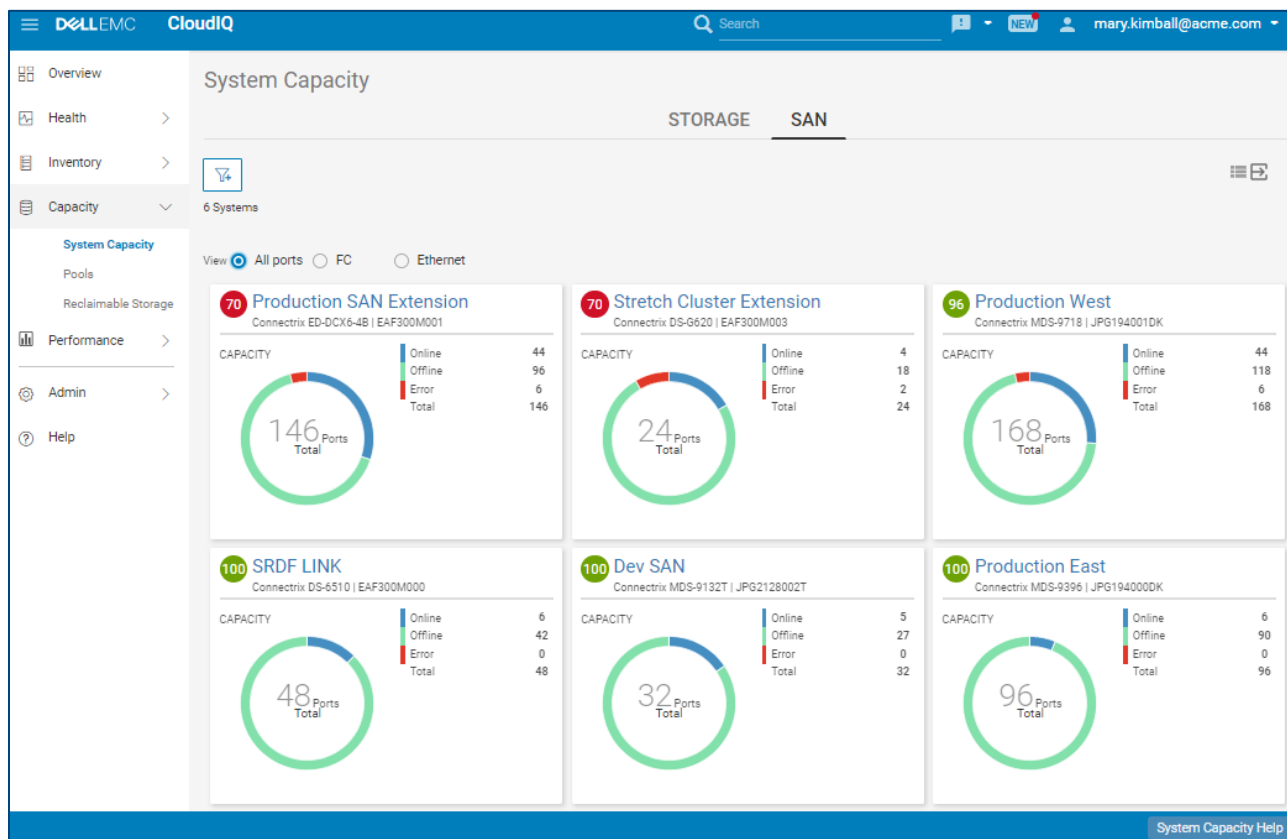 DELLEMC CloudIQ
Search
NEW
mary.kimball@acme.com
Overview
Health
Inventory
Capacity
System Capacity
Pools
Reclaimable Storage
Performance
Admin
Help
System Capacity
STORAGE SAN
6 Systems
View All ports FC Ethernet
70 Production SAN Extension
Connectrix ED-DCX6-4B | EAF300M001
CAPACITY
Online 44
Offline 96
Error 6
Total 146
146 Ports
Total
70 Stretch Cluster Extension
Connectrix DS-G620 | EAF300M003
CAPACITY
Online 4
Offline 18
Error 2
Total 24
24 Ports
Total
96 Production West
Connectrix MDS-9718 | JPG194001DK
CAPACITY
Online 44
Offline 118
Error 6
Total 168
168 Ports
Total
100 SRDF LINK
Connectrix DS-6510 | EAF300M000
CAPACITY
Online 6
Offline 42
Error 0
Total 48
48 Ports
Total
100 Dev SAN
Connectrix MDS-9132T | JPG2128002T
CAPACITY
Online 5
Offline 27
Error 0
Total 32
32 Ports
Total
100 Production East
Connectrix MDS-9396 | JPG194000DK
CAPACITY
Online 6
Offline 90
Error 0
Total 96
96 Ports
Total
System Capacity Help